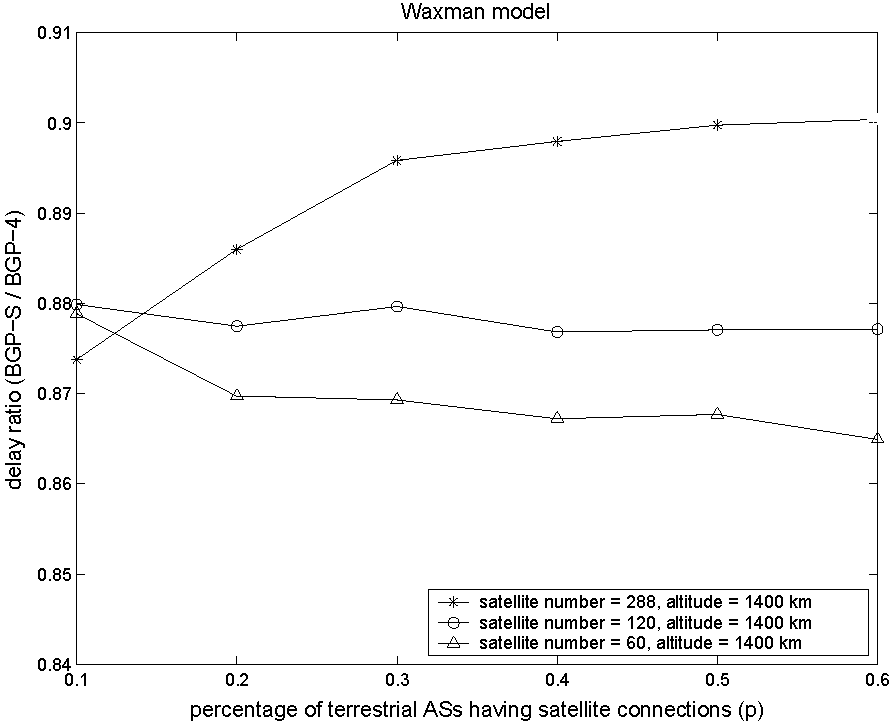 Waxman model
0.91
0.9
0.89
0.88
0.87
0.86
0.85
0.84
delay ratio (BGP−S / BGP−4)
satellite number = 288, altitude = 1400 km
satellite number = 120, altitude = 1400 km
satellite number = 60, altitude = 1400 km
0.1 0.2 0.3 0.4 0.5 0.6
percentage of terrestrial ASs having satellite connections (p)